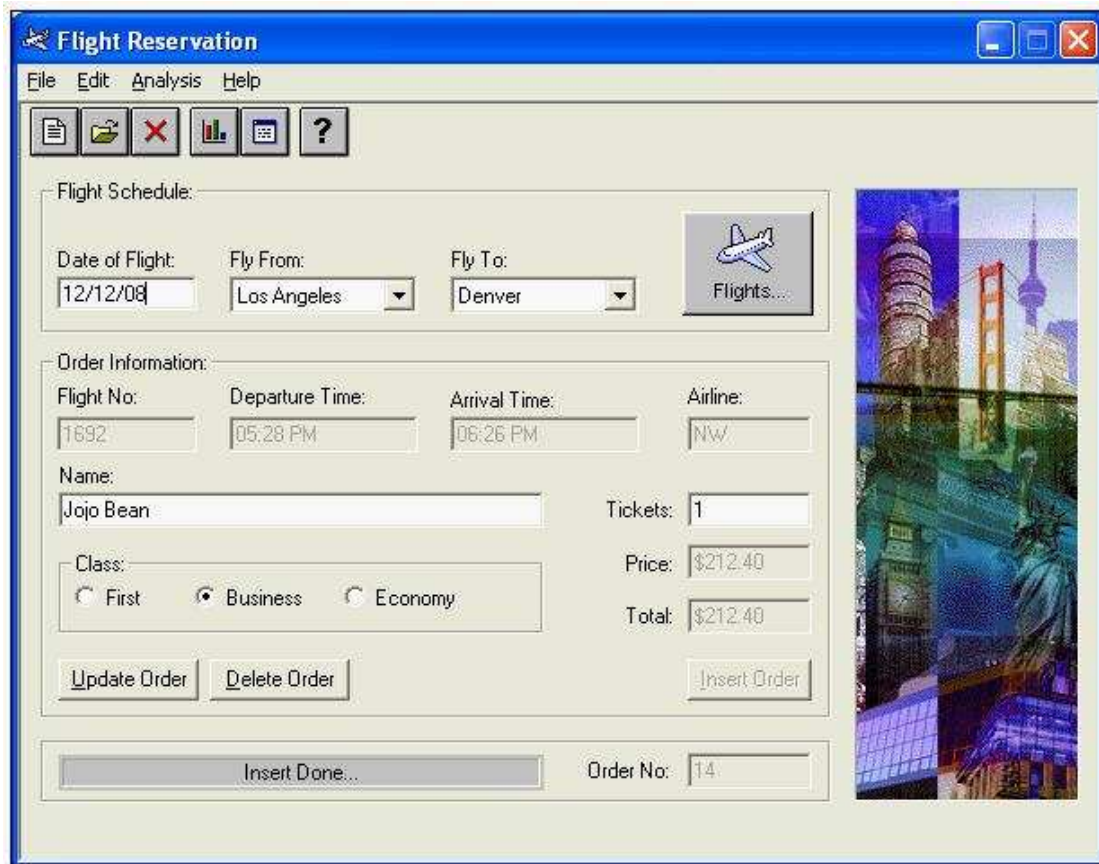 Flight Reservation
File Edit Analysis Help
?
Flight Schedule:
Date of Flight: Fly From: Fly To:
12/12/08 Los Angeles Denver
Flights...
Order Information:
Flight No: Departure Time: Arrival Time: Airline:
1692 05:28 PM 06:26 PM NW
Name:
Jojo Bean
Tickets: 1
Class:
First Business Economy
Price: $212.40
Total: $212.40
Update Order Delete Order Insert Order
Insert Done... Order No: 14